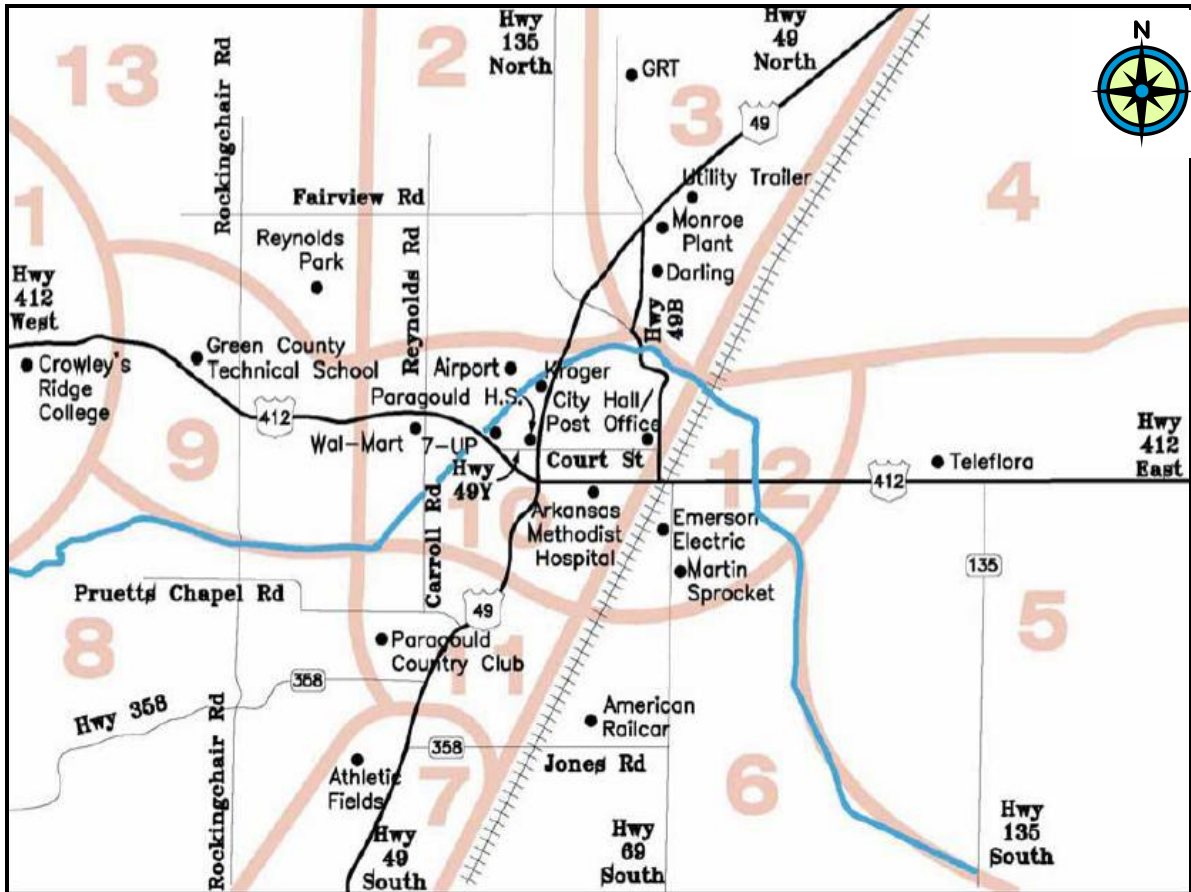 N
Hwy
135
North
Hwy
49
North
13
2
3
4
GRT
49
Rockingchair Rd
Utility Trailer
Fairview Rd
Monroe
Plant
Reynolds
Park
Reynolds Rd
Darling
1
Hwy
412
West
Hwy
49B
Crowley's
Ridge
College
Green County
Technical School
Airport
Kroger
Paragould H.S.
City Hall/
Post Office
412
Wal-Mart
7-UP
9
Hwy
49Y
Court St
12
412
Teleflora
Hwy
412
East
10
Arkansas
Methodist
Hospital
Emerson
Electric
Martin
Sprocket
Carroll Rd
135
Pruetts Chapel Rd
49
8
5
Paragould
Country Club
11
358
Hwy 358
American
Railcar
358
Jones Rd
Rockingchair Rd
Athletic
Fields
7
6
Hwy
49
South
Hwy
69
South
Hwy
135
South